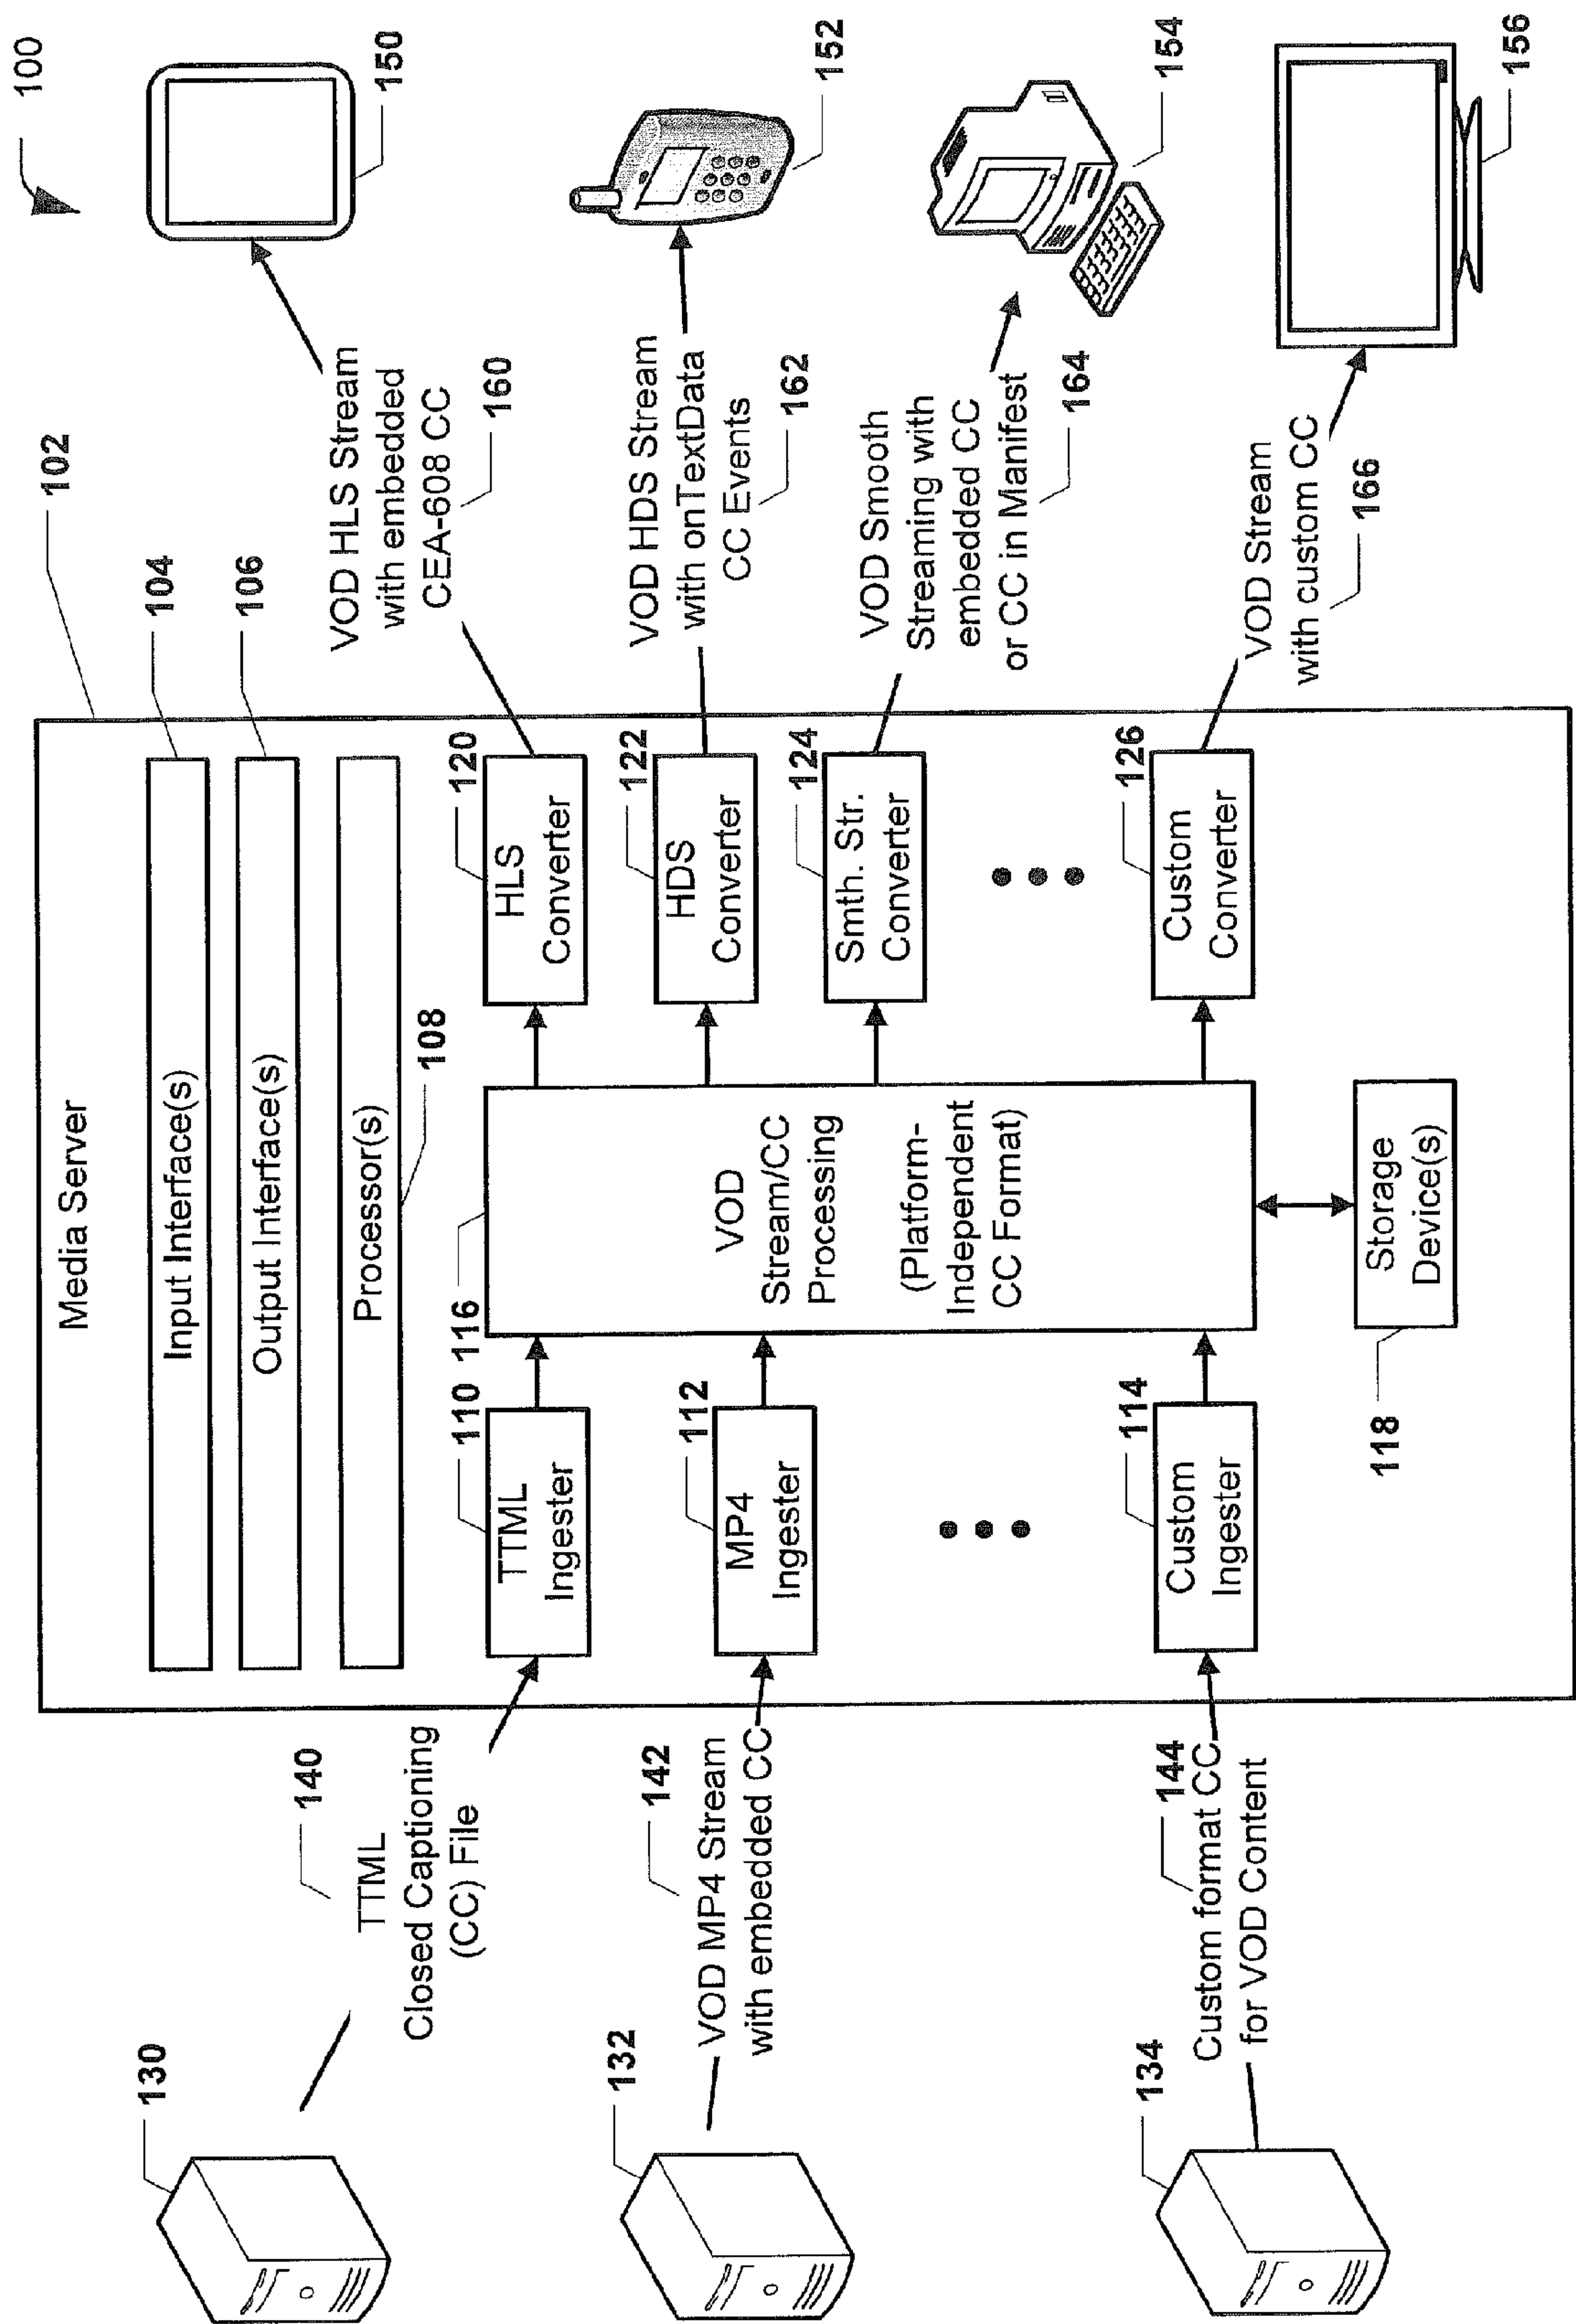 100
102
Media Server
Input Interface(s)
104
Output Interface(s)
106
Processor(s)
108
130
140
TTML
Closed Captioning
(CC) File
110
TTML
Ingester
116
VOD
Stream/CC
Processing
(Platform-
Independent
CC Format)
120
HLS
Converter
VOD HLS Stream
with embedded
CEA-608 CC
160
150
132
142
VOD MP4 Stream
with embedded CC
112
MP4
Ingester
122
HDS
Converter
VOD HDS Stream
with onTextData
CC Events
162
152
124
Smth. Str.
Converter
VOD Smooth
Streaming with
embedded CC
or CC in Manifest
164
154
134
144
Custom format CC
for VOD Content
114
Custom
Ingester
126
Custom
Converter
VOD Stream
with custom CC
166
156
118
Storage
Device(s)